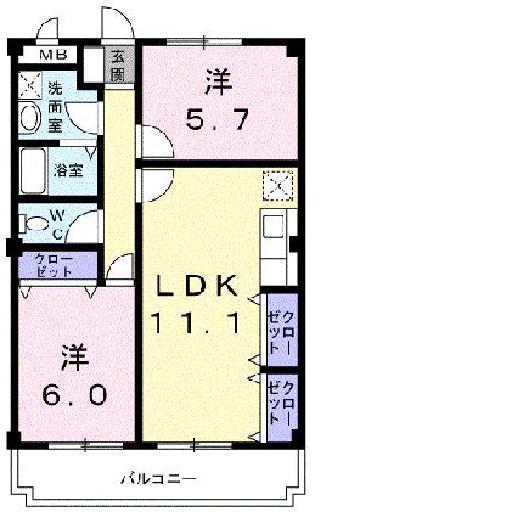 MB
玄関
洋
5.7
洗面室
浴室
WC
クローゼット
LDK
11.1
クローゼット
洋
6.0
クローゼット
バルコニー